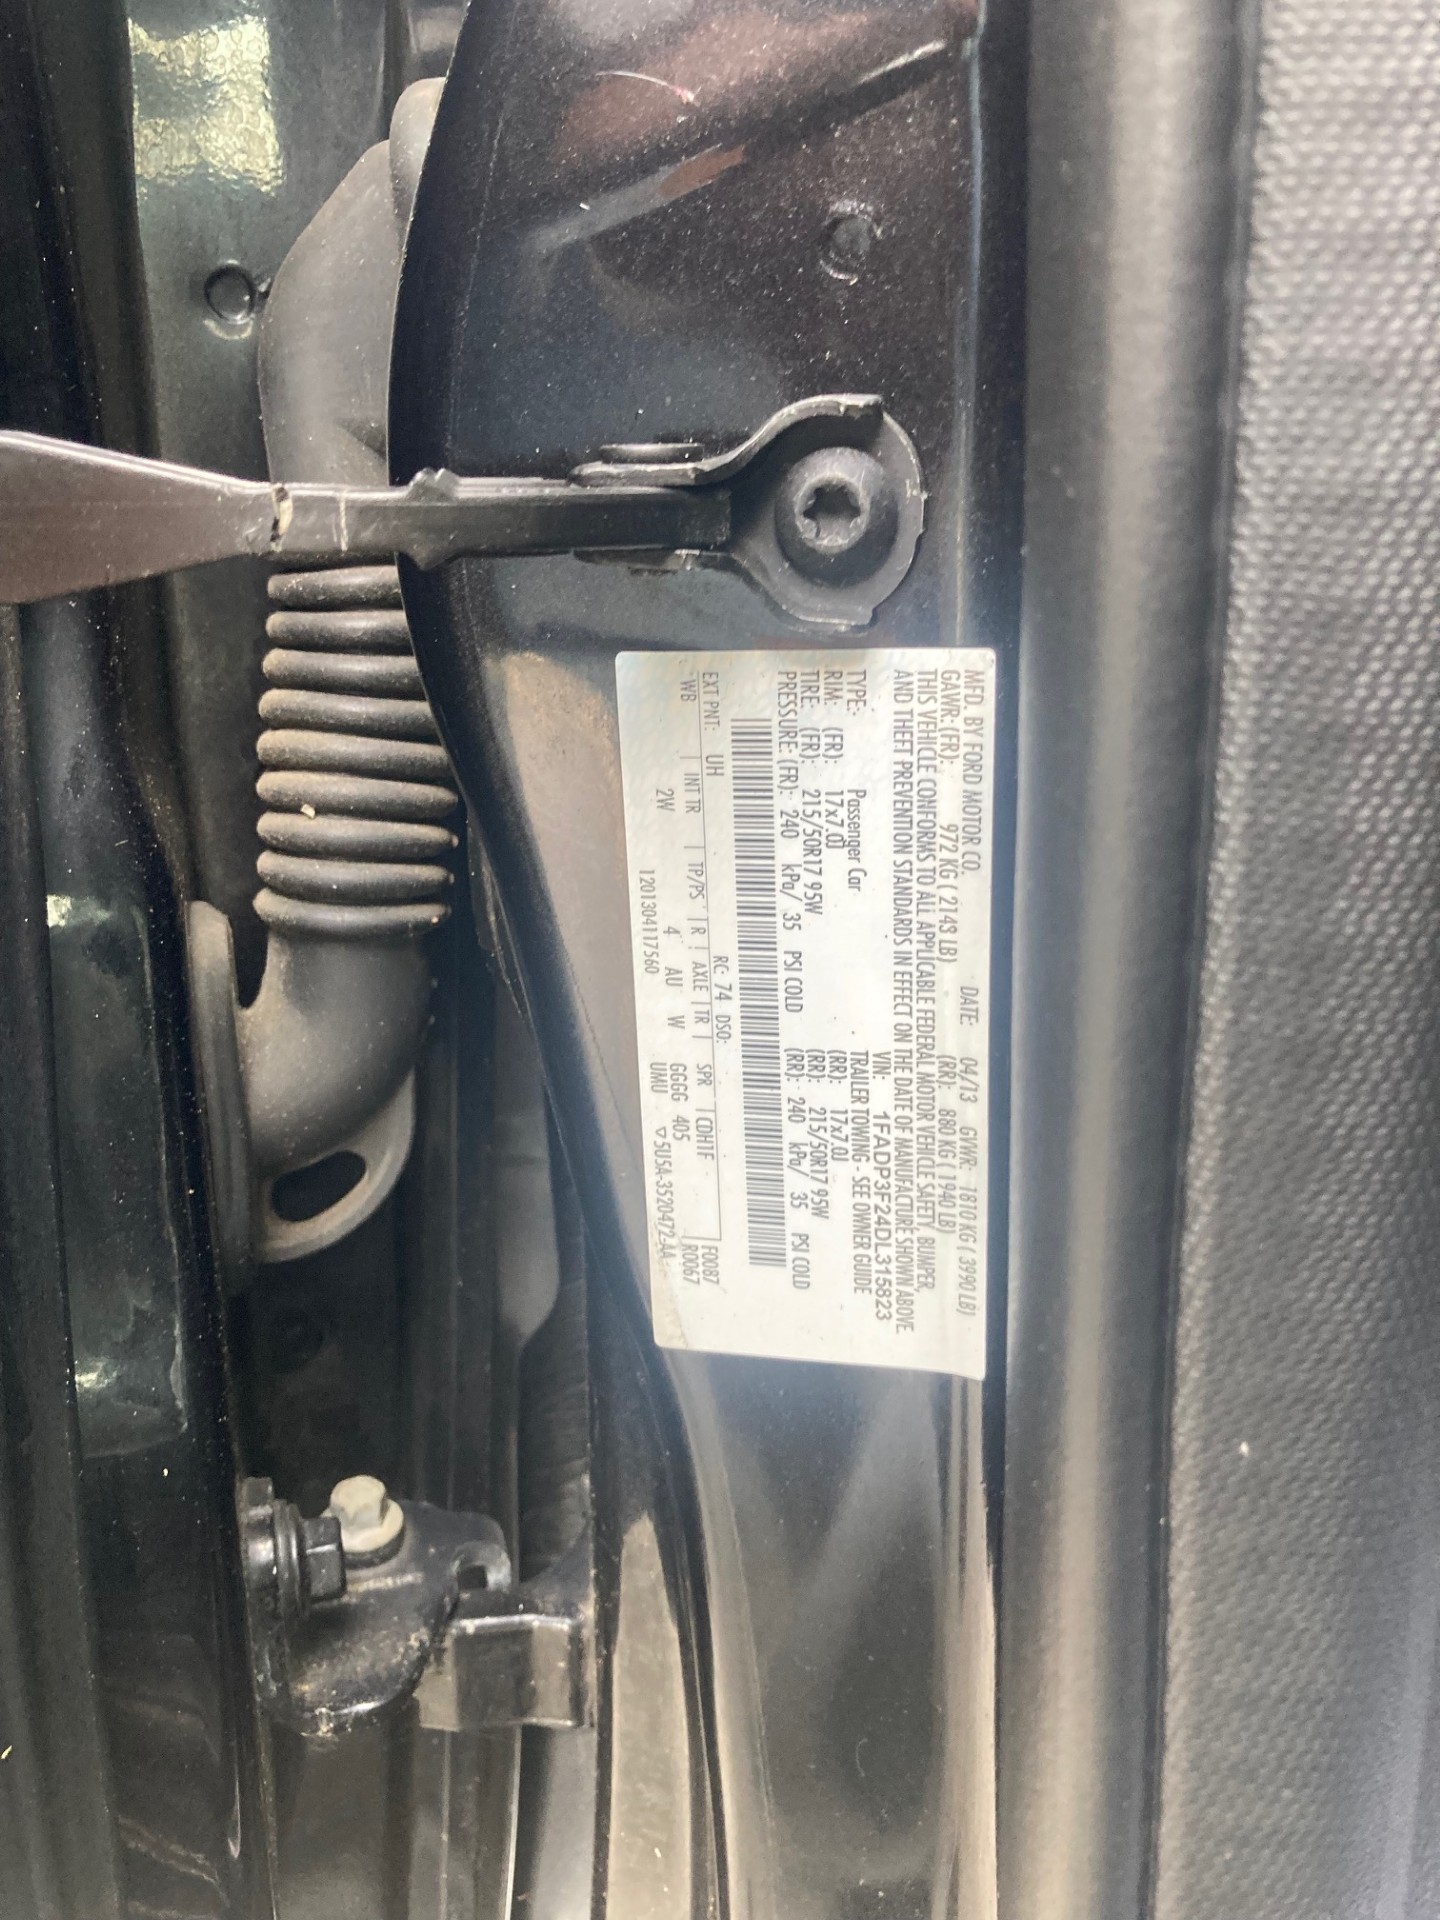 MFD. BY FORD MOTOR CO.
DATE: 04/13 GVWR: 1810 KG ( 3990 LB)
GAWR: (FR): 972 KG ( 2143 LB) (RR): 880 KG ( 1940 LB)
THIS VEHICLE CONFORMS TO ALL APPLICABLE FEDERAL MOTOR VEHICLE SAFETY, BUMPER,
AND THEFT PREVENTION STANDARDS IN EFFECT ON THE DATE OF MANUFACTURE SHOWN ABOVE
VIN: 1FADP3F24DL315823
TYPE: Passenger Car TRAILER TOWING - SEE OWNER GUIDE
RIM: (FR): 17x7.0J (RR): 17x7.0J
TIRE: (FR): 215/50R17 95W (RR): 215/50R17 95W
PRESSURE: (FR): 240 kPa/ 35 PSI COLD (RR): 240 kPa/ 35 PSI COLD
EXT PNT: UH RC: 74 DSO: F0087
WB INT TR TP/PS R AXLE TR SPR CDH1F R0067
2W 4 AU W GGGG 405
1201304117560 UMU ▽5U5A-3520472-AA